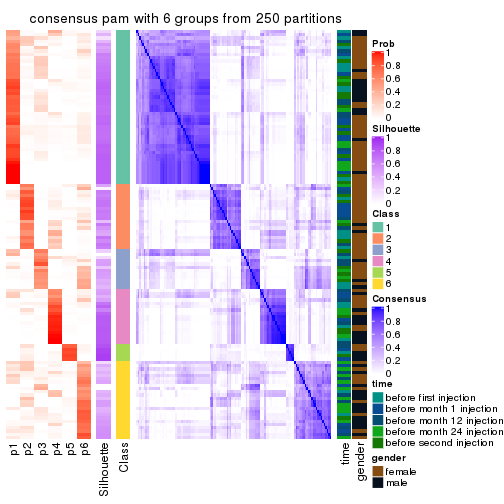 consensus pam with 6 groups from 250 partitions
Prob
1
0.8
0.6
0.4
0.2
0
Silhouette
1
0.8
0.6
0.4
0.2
0
Class
1
2
3
4
5
6
Consensus
1
0.8
0.6
0.4
0.2
0
time
before first injection
before month 1 injection
before month 12 injection
before month 24 injection
before second injection
gender
female
male
p1
p2
p3
p4
p5
p6
Silhouette
Class
time
gender